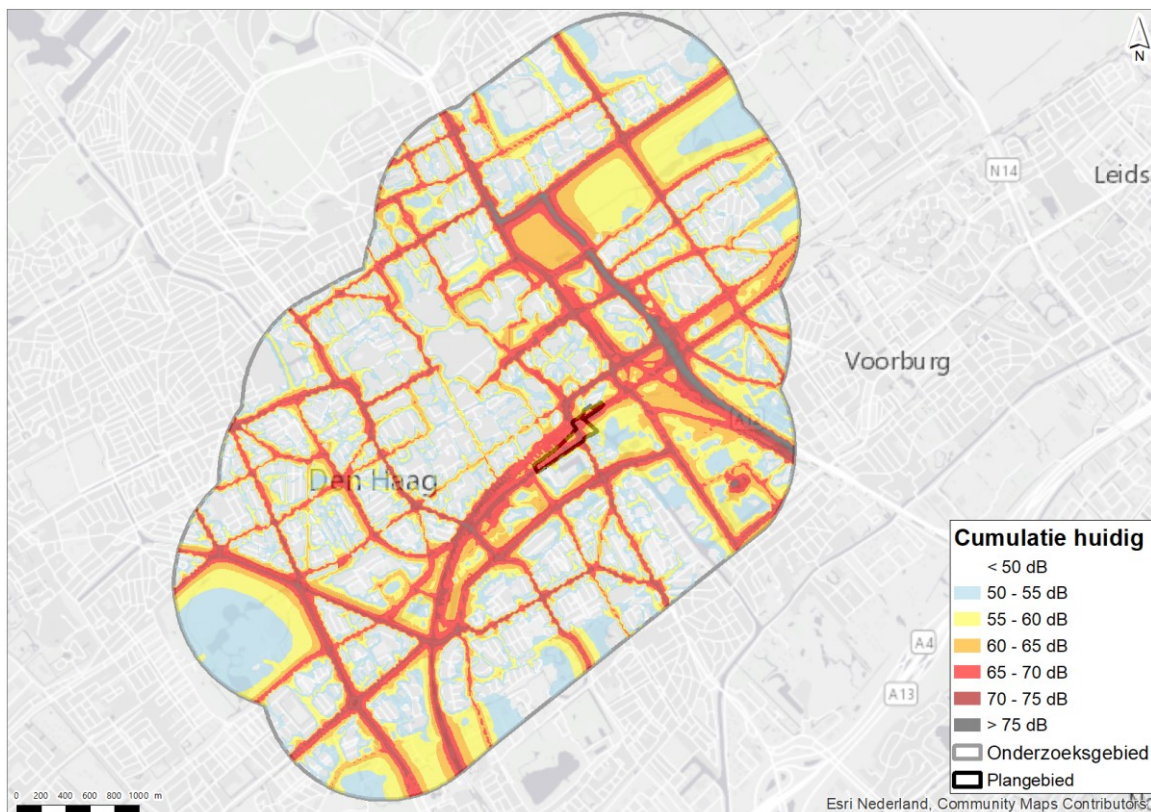 N
N14
Leids
Voorburg
A12
Den Haag
Cumulatie huidig
< 50 dB
50 - 55 dB
55 - 60 dB
60 - 65 dB
65 - 70 dB
70 - 75 dB
> 75 dB
Onderzoeksgebied
Plangebied
A4
A13
0 200 400 600 800 1000 m
Esri Nederland, Community Maps Contributors,